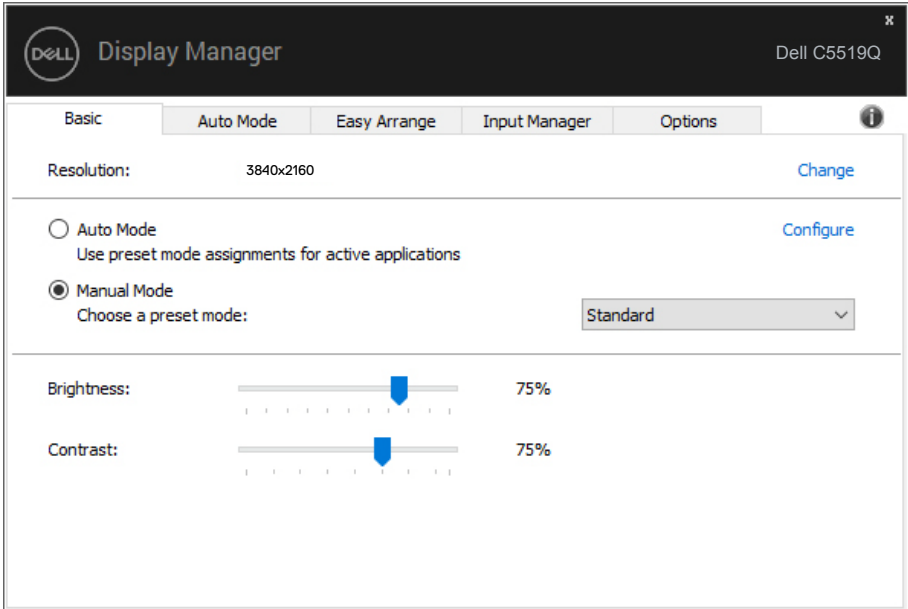 x
DELL Display Manager Dell C5519Q
Basic Auto Mode Easy Arrange Input Manager Options i
Resolution: 3840x2160 Change
Auto Mode Configure
Use preset mode assignments for active applications
Manual Mode
Choose a preset mode: Standard
Brightness: 75%
Contrast: 75%